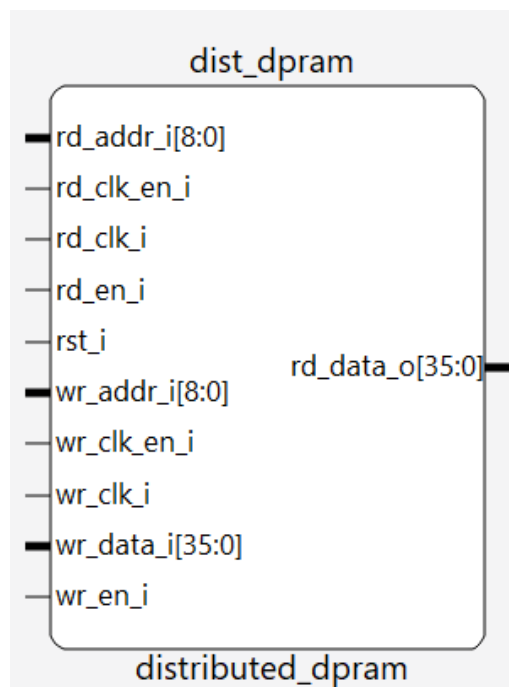 dist_dpram
rd_addr_i[8:0]
rd_clk_en_i
rd_clk_i
rd_en_i
rst_i
rd_data_o[35:0]
wr_addr_i[8:0]
wr_clk_en_i
wr_clk_i
wr_data_i[35:0]
wr_en_i
distributed_dpram